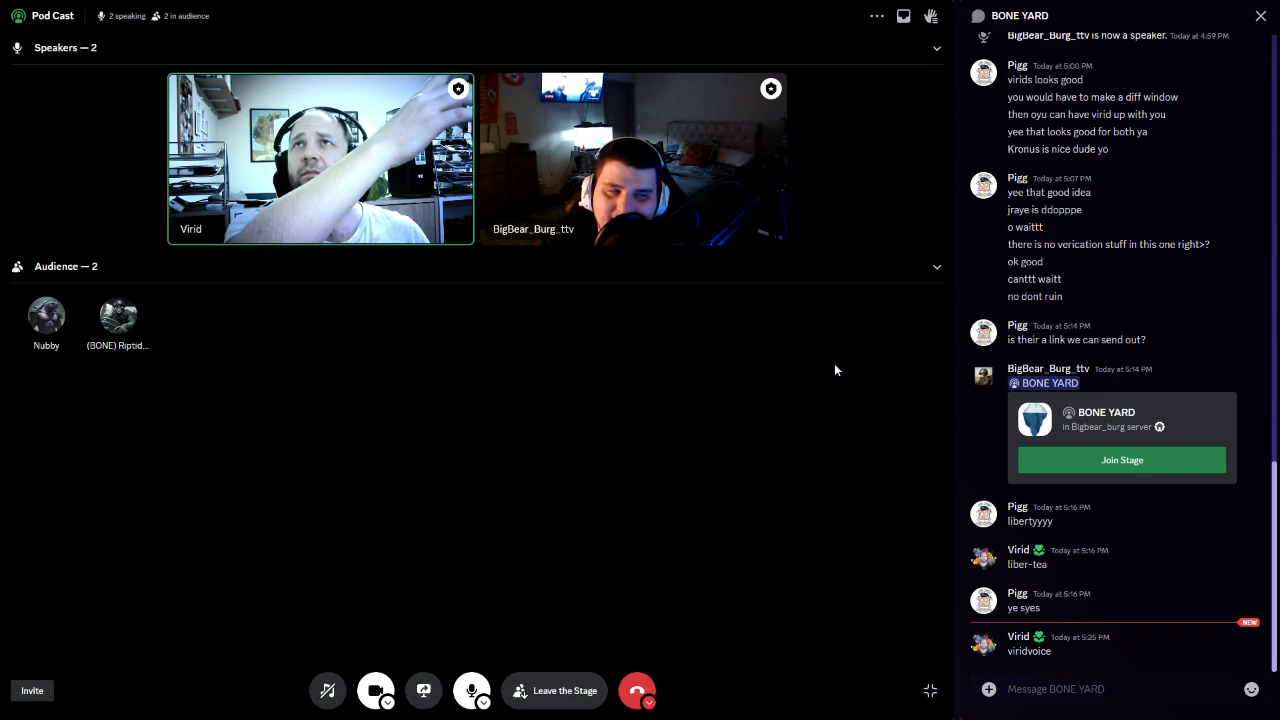 Pod Cast
2 speaking
2 in audience
Speakers — 2
Virid
BigBear_Burg_ttv
Audience — 2
Nubby
(BONE) Riptid...
Invite
Leave the Stage
BONE YARD
BigBear_Burg_ttv is now a speaker. Today at 4:59 PM
Pigg Today at 5:00 PM
virids looks good
you would have to make a diff window
then oyu can have virid up with you
yee that looks good for both ya
Kronus is nice dude yo
Pigg Today at 5:07 PM
yee that good idea
jraye is ddopppe
o waittt
there is no verication stuff in this one right>?
ok good
canttt waitt
no dont ruin
Pigg Today at 5:14 PM
is their a link we can send out?
BigBear_Burg_ttv Today at 5:14 PM
BONE YARD
BONE YARD
in Bigbear_burg server
Join Stage
Pigg Today at 5:16 PM
libertyyyy
Virid Today at 5:16 PM
liber-tea
Pigg Today at 5:16 PM
ye syes
NEW
Virid Today at 5:25 PM
viridvoice
Message BONE YARD